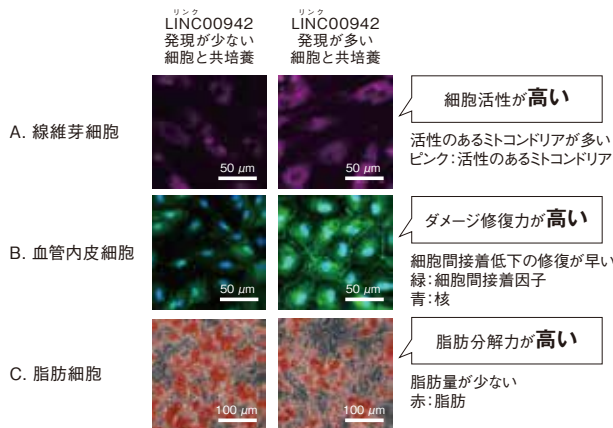 リンク
LINC00942
発現が少ない
細胞と共培養
リンク
LINC00942
発現が多い
細胞と共培養
A. 線維芽細胞
50 μm
50 μm
細胞活性が高い
活性のあるミトコンドリアが多い
ピンク：活性のあるミトコンドリア
B. 血管内皮細胞
50 μm
50 μm
ダメージ修復力が高い
細胞間接着低下の修復が早い
緑：細胞間接着因子
青：核
C. 脂肪細胞
100 μm
100 μm
脂肪分解力が高い
脂肪量が少ない
赤：脂肪